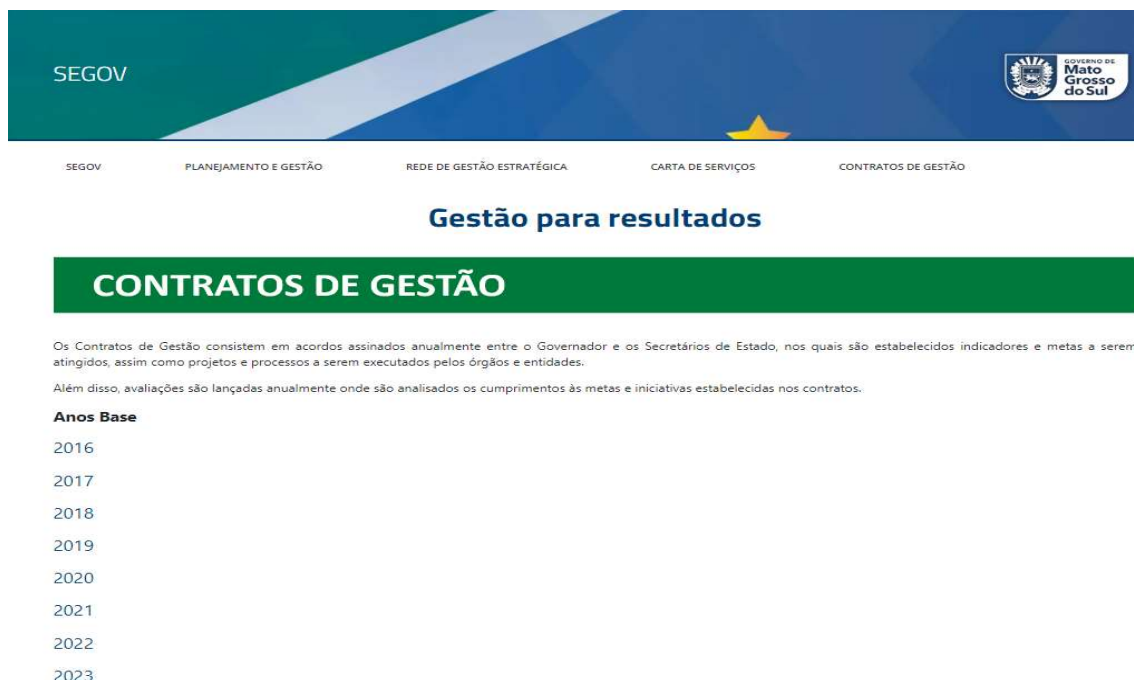 SEGOV
GOVERNO DE
Mato
Grosso
do Sul
SEGOV PLANEJAMENTO E GESTÃO REDE DE GESTÃO ESTRATÉGICA CARTA DE SERVIÇOS CONTRATOS DE GESTÃO
Gestão para resultados
CONTRATOS DE GESTÃO
Os Contratos de Gestão consistem em acordos assinados anualmente entre o Governador e os Secretários de Estado, nos quais são estabelecidos indicadores e metas a serem
atingidos, assim como projetos e processos a serem executados pelos órgãos e entidades.
Além disso, avaliações são lançadas anualmente onde são analisados os cumprimentos às metas e iniciativas estabelecidas nos contratos.
Anos Base
2016
2017
2018
2019
2020
2021
2022
2023